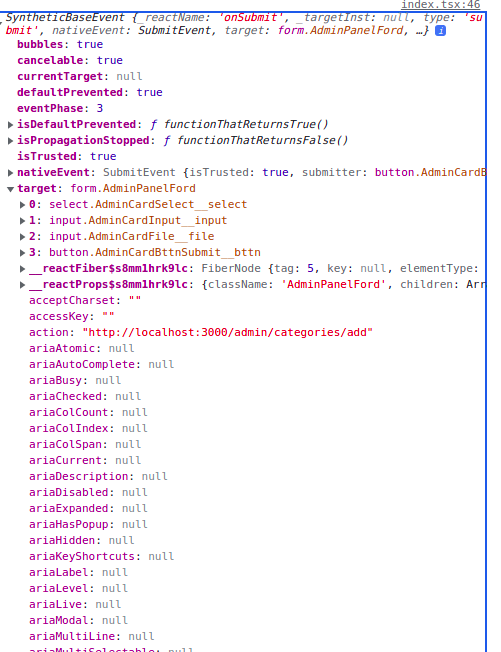 index.tsx:46
SyntheticBaseEvent {_reactName: 'onSubmit', _targetInst: null, type: 'su
bmit', nativeEvent: SubmitEvent, target: form.AdminPanelFord, …} i
bubbles: true
cancelable: true
currentTarget: null
defaultPrevented: true
eventPhase: 3
isDefaultPrevented: ƒ functionThatReturnsTrue()
isPropagationStopped: ƒ functionThatReturnsFalse()
isTrusted: true
nativeEvent: SubmitEvent {isTrusted: true, submitter: button.AdminCardB
target: form.AdminPanelFord
0: select.AdminCardSelect__select
1: input.AdminCardInput__input
2: input.AdminCardFile__file
3: button.AdminCardBttnSubmit__bttn
__reactFiber$s8mm1hrk9lc: FiberNode {tag: 5, key: null, elementType:
__reactProps$s8mm1hrk9lc: {className: 'AdminPanelFord', children: Arr
acceptCharset: ""
accessKey: ""
action: "http://localhost:3000/admin/categories/add"
ariaAtomic: null
ariaAutoComplete: null
ariaBusy: null
ariaChecked: null
ariaColCount: null
ariaColIndex: null
ariaColSpan: null
ariaCurrent: null
ariaDescription: null
ariaDisabled: null
ariaExpanded: null
ariaHasPopup: null
ariaHidden: null
ariaKeyShortcuts: null
ariaLabel: null
ariaLevel: null
ariaLive: null
ariaModal: null
ariaMultiLine: null
ariaMultiSelectable: null